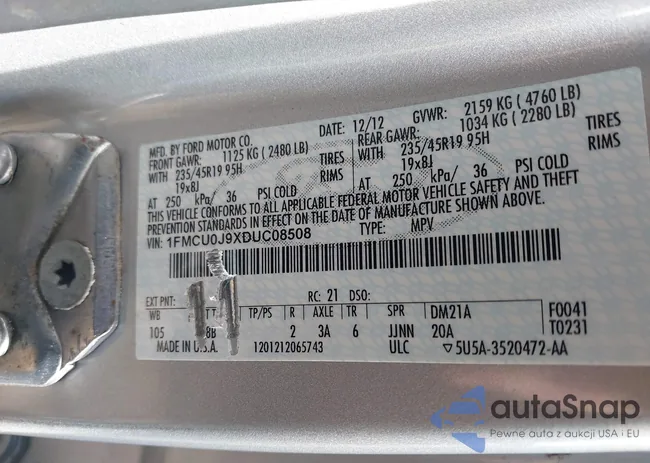 MFD. BY FORD MOTOR CO.
DATE: 12/12
GVWR: 2159 KG ( 4760 LB)
FRONT GAWR: 1125 KG ( 2480 LB)
REAR GAWR: 1034 KG ( 2280 LB)
WITH 235/45R19 95H TIRES
WITH 235/45R19 95H TIRES
19x8J RIMS
19x8J RIMS
AT 250 kPa/ 36 PSI COLD
AT 250 kPa/ 36 PSI COLD
THIS VEHICLE CONFORMS TO ALL APPLICABLE FEDERAL MOTOR VEHICLE SAFETY AND THEFT
PREVENTION STANDARDS IN EFFECT ON THE DATE OF MANUFACTURE SHOWN ABOVE.
VIN: 1FMCU0J9XDUC08508
TYPE: MPV
EXT PNT: RC: 21 DSO:
WB TP/PS R AXLE TR SPR DM21A F0041
105 8B 2 3A 6 JJNN 20A T0231
MADE IN U.S.A. 1201212065743 ULC ▽5U5A-3520472-AA
autaSnap
Pewne auta z aukcji USA i EU